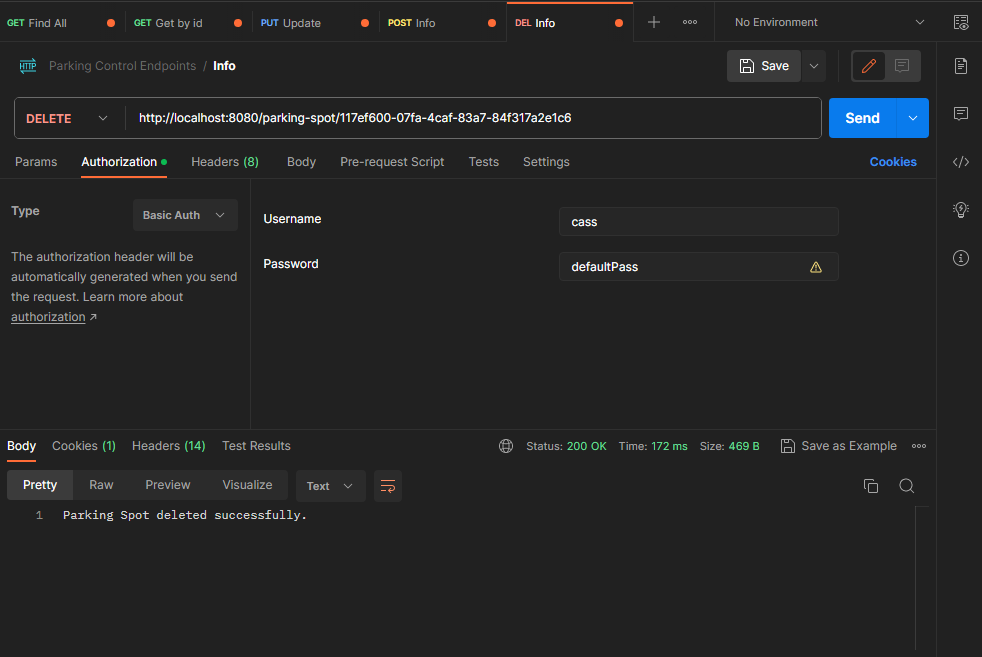 GET Find All GET Get by id PUT Update POST Info DEL Info No Environment
HTTP Parking Control Endpoints / Info Save
DELETE http://localhost:8080/parking-spot/117ef600-07fa-4caf-83a7-84f317a2e1c6 Send
Params Authorization Headers (8) Body Pre-request Script Tests Settings Cookies
Type Basic Auth
The authorization header will be
automatically generated when you send
the request. Learn more about
authorization ↗
Username cass
Password defaultPass
Body Cookies (1) Headers (14) Test Results Status: 200 OK Time: 172 ms Size: 469 B Save as Example
Pretty Raw Preview Visualize Text
1 Parking Spot deleted successfully.